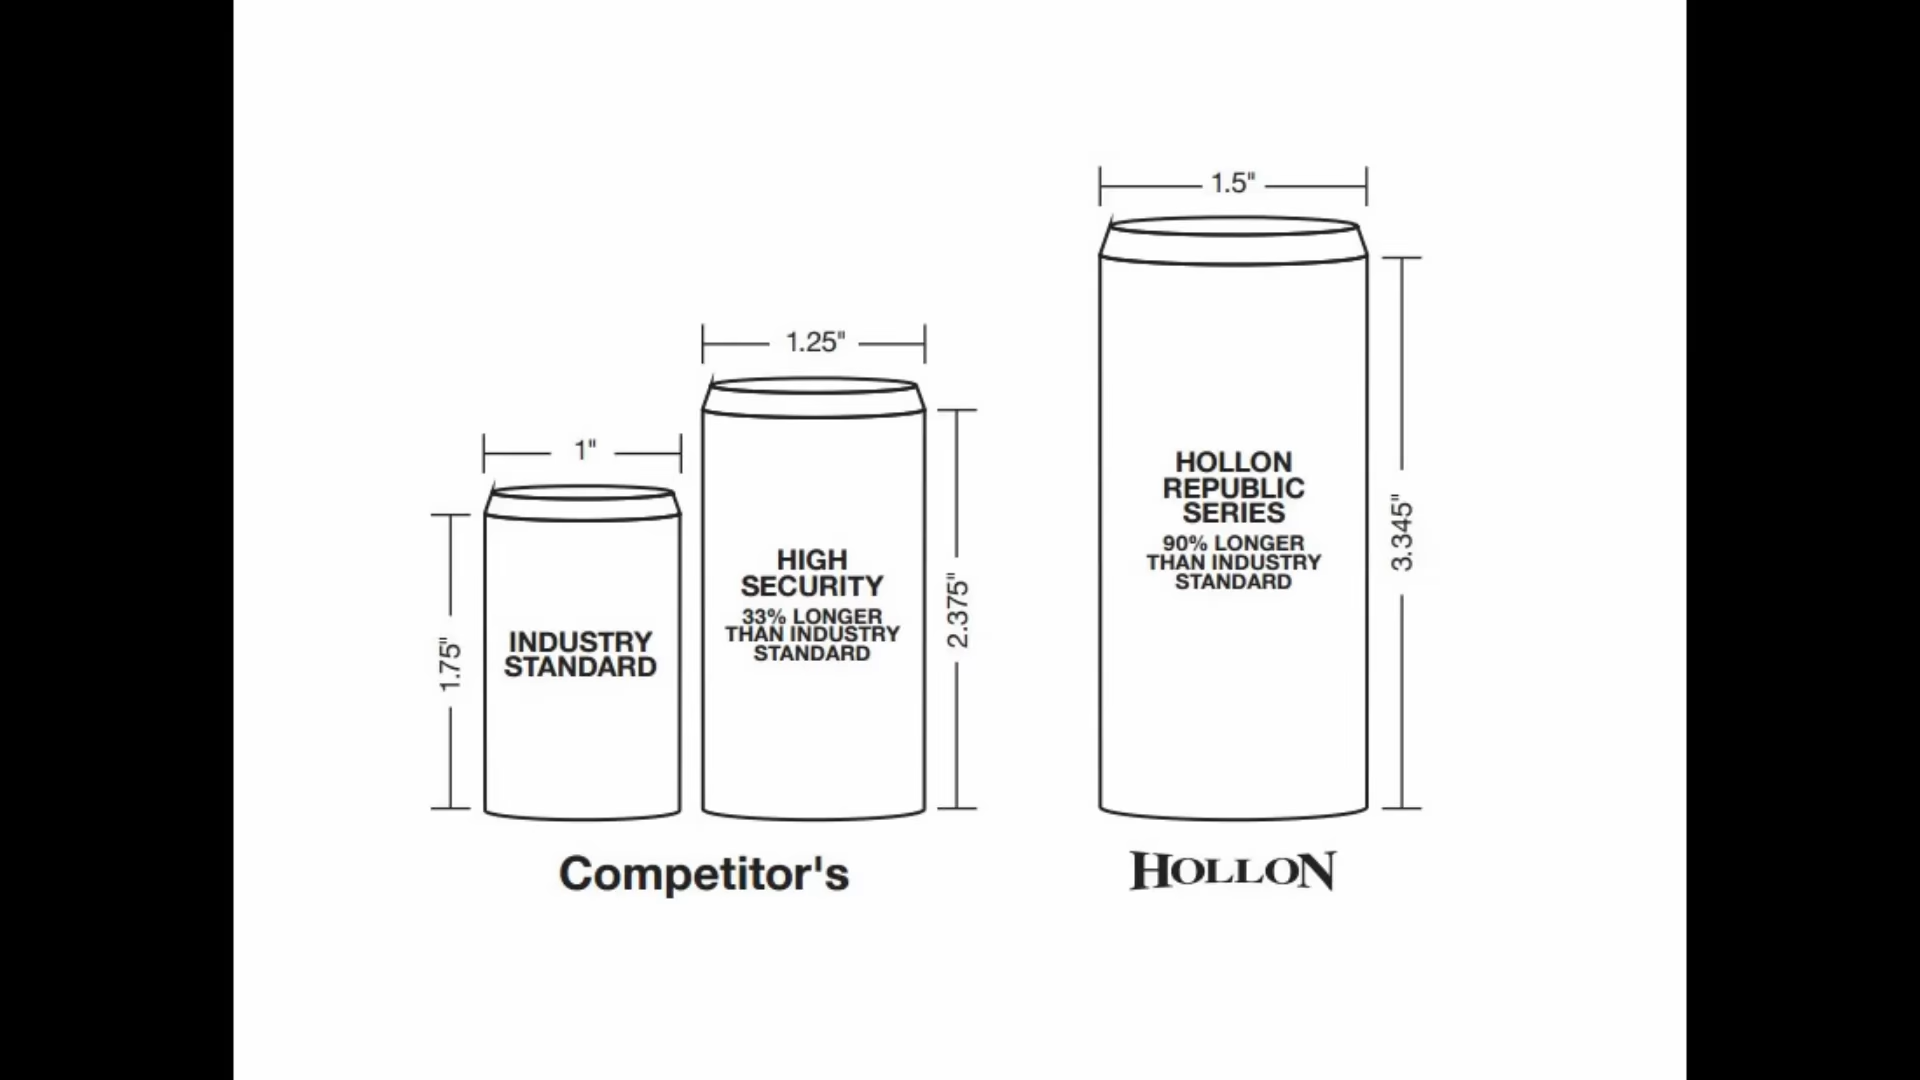 1"
1.75"
INDUSTRY
STANDARD
1.25"
HIGH
SECURITY
33% LONGER
THAN INDUSTRY
STANDARD
2.375"
Competitor's
1.5"
HOLLON
REPUBLIC
SERIES
90% LONGER
THAN INDUSTRY
STANDARD
3.345"
HOLLON